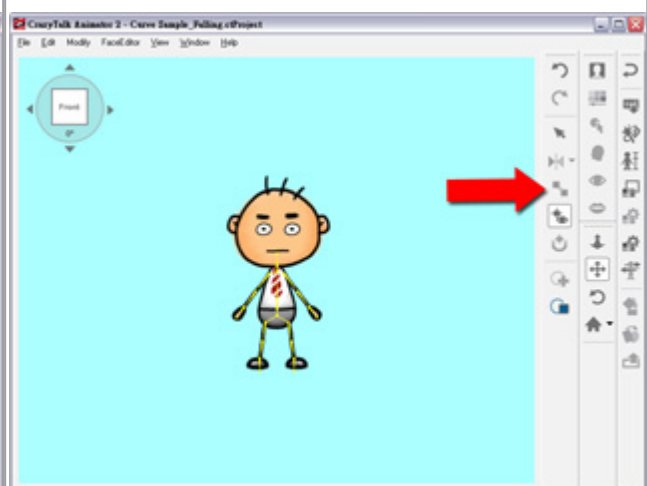 CrazyTalk Animator 2 - Curve Sample_Falling.ctProject
File Edit Modify FaceEditor View Window Help
Front
0°